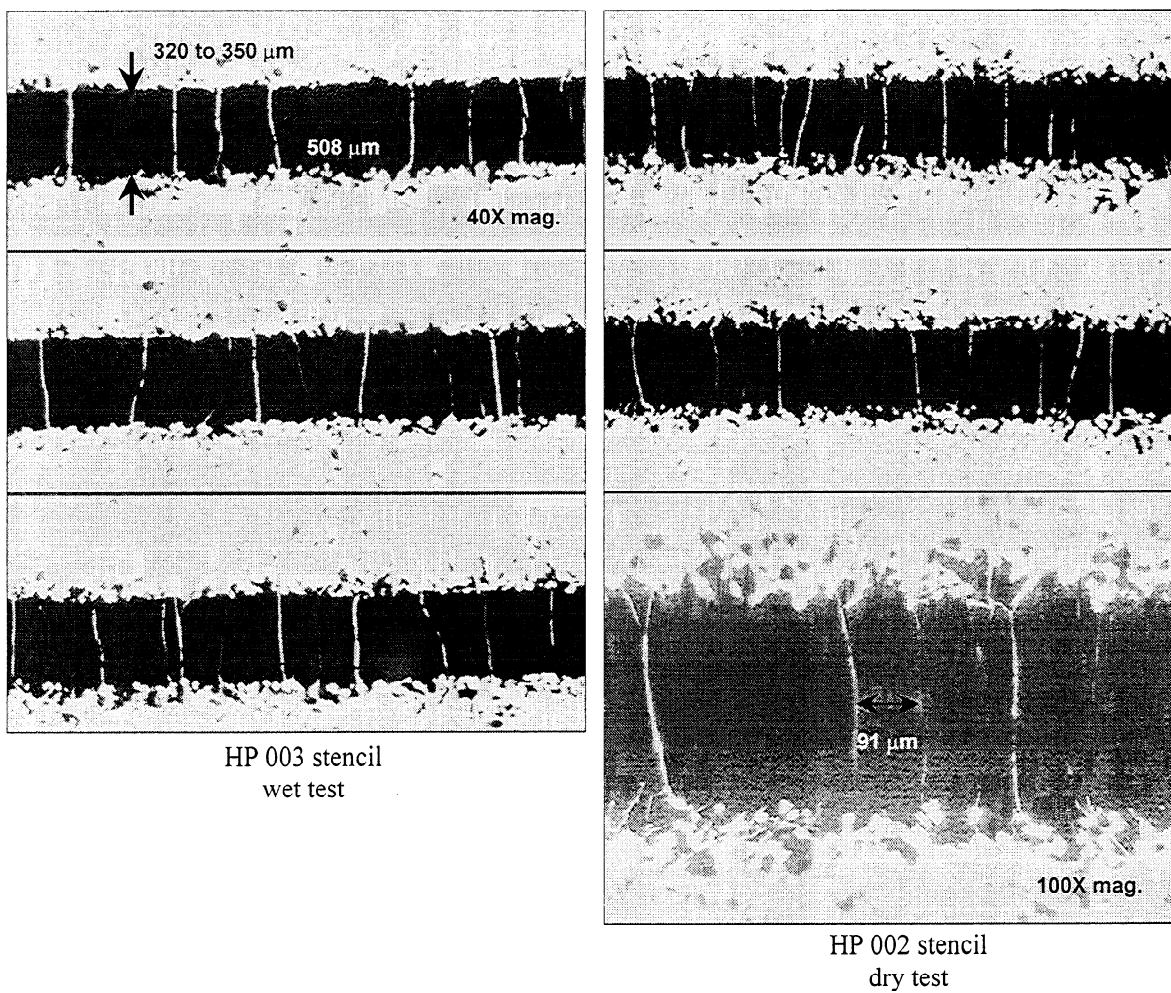 320 to 350 μm
508 μm
40X mag.
91 μm
100X mag.
HP 003 stencil
wet test
HP 002 stencil
dry test